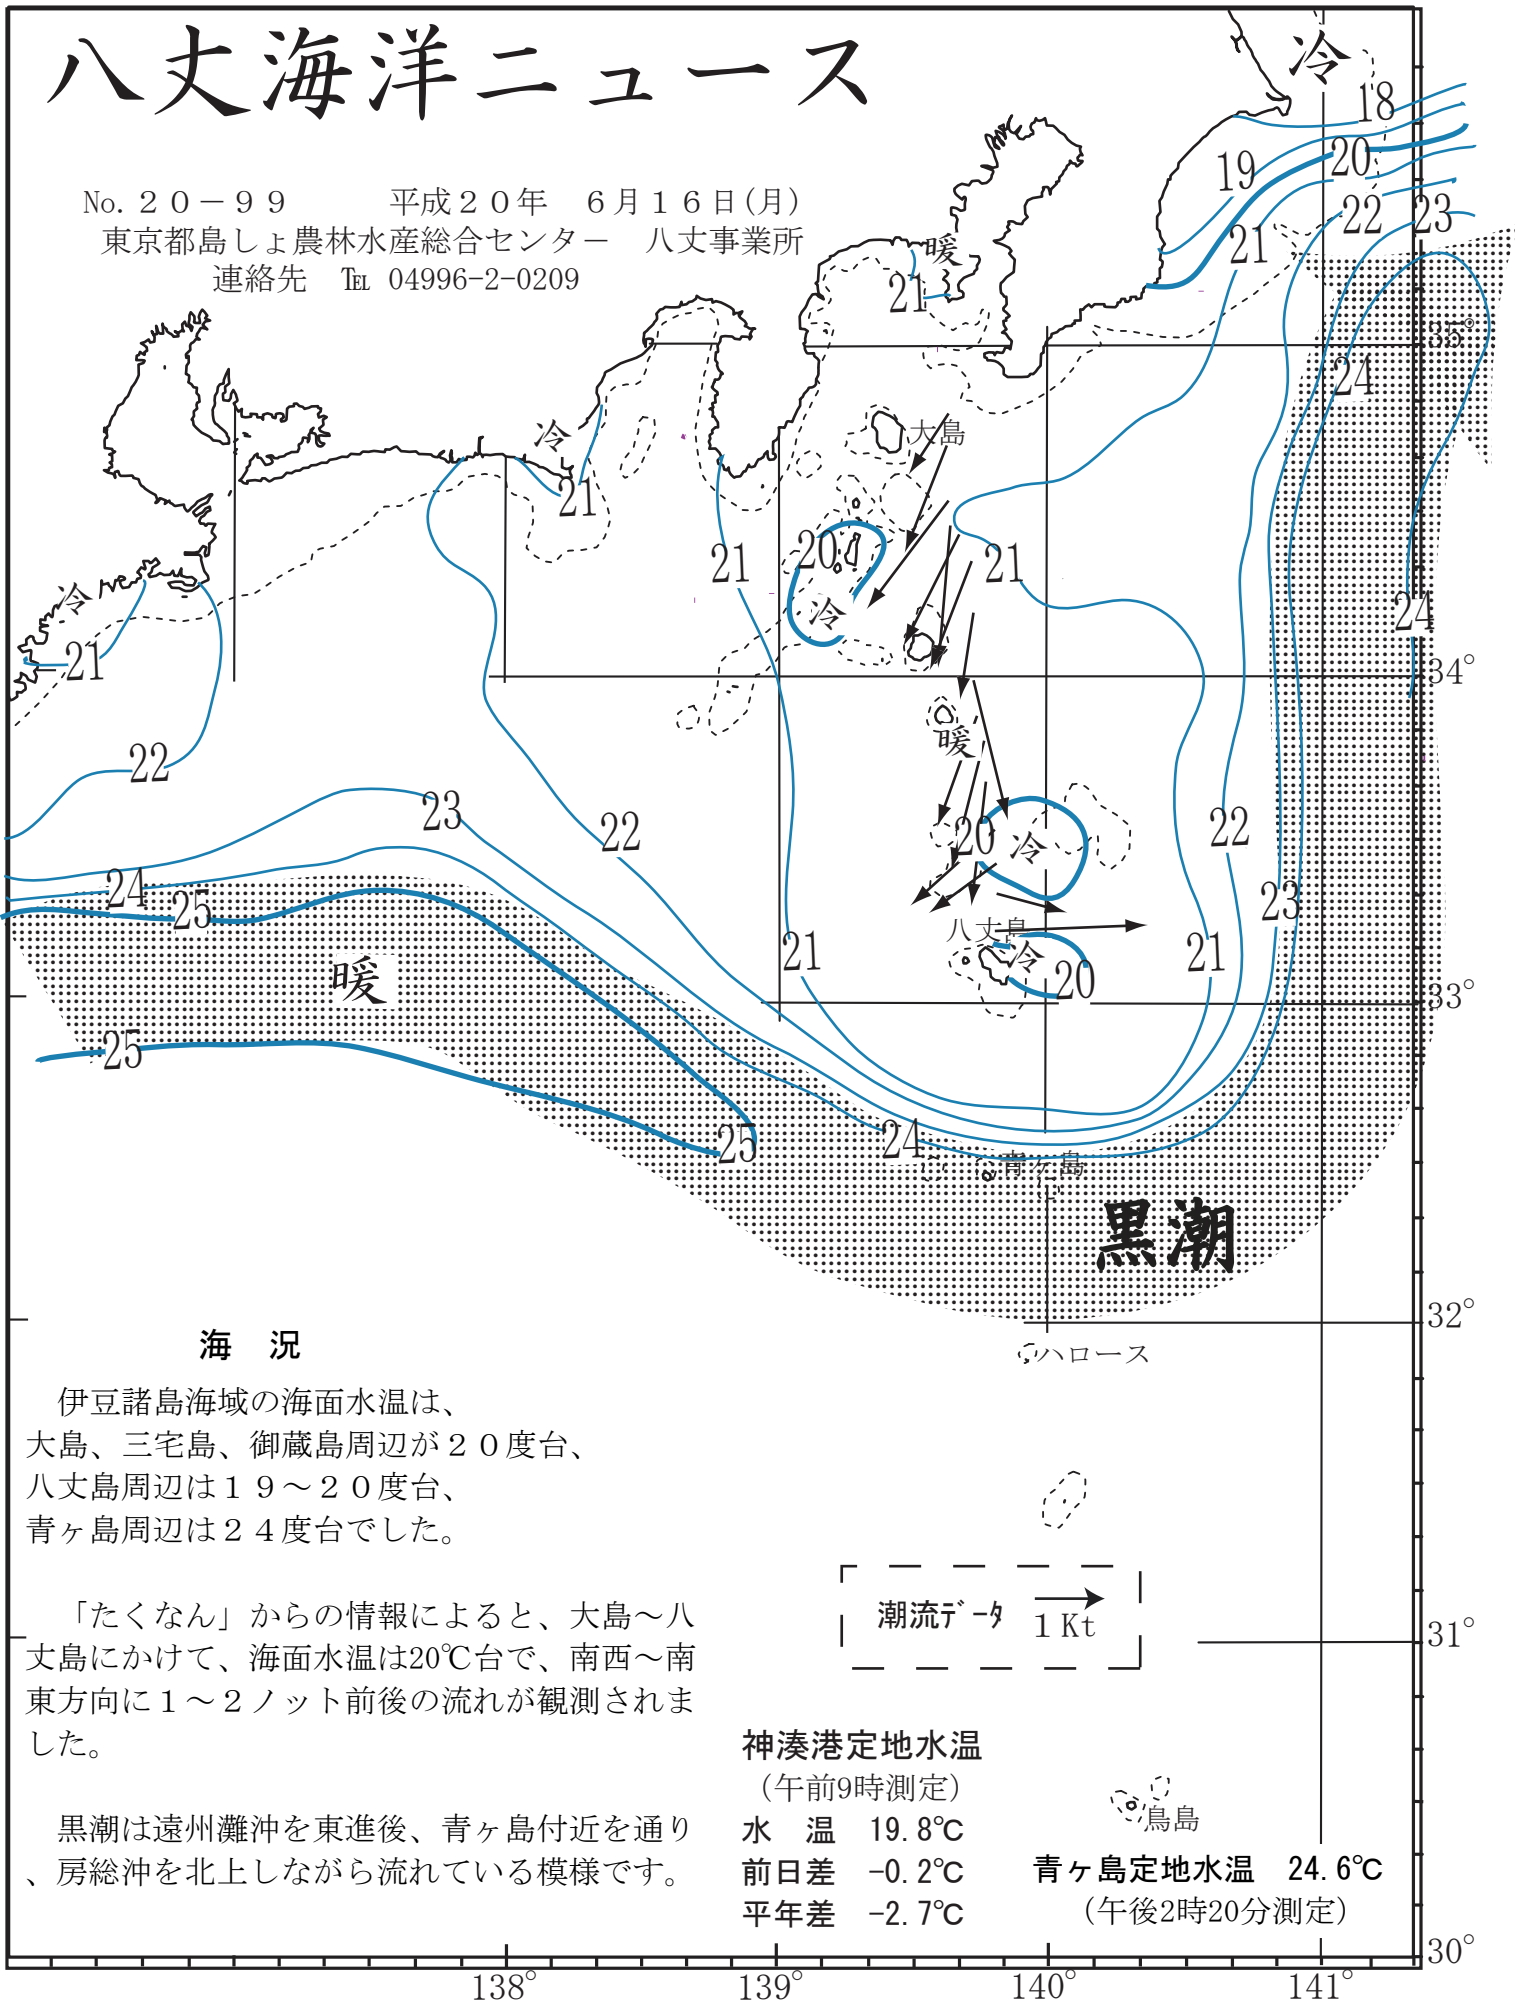 八丈海洋ニュース
No.２０－９９　　　平成２０年　６月１６日(月)
東京都島しょ農林水産総合センター　八丈事業所
連絡先　℡ 04996-2-0209
冷
18
19
20
21
22
23
暖
21
35°
24
大島
冷
21
20
冷
21
21
冷
21
24
34°
22
暖
23
22
20
冷
22
24
25
23
八丈島
冷
20
21
21
暖
33°
25
25
24
青ヶ島
黒潮
32°
ハロース
海　況
伊豆諸島海域の海面水温は、
大島、三宅島、御蔵島周辺が２０度台、
八丈島周辺は１９～２０度台、
青ヶ島周辺は２４度台でした。
「たくなん」からの情報によると、大島～八
丈島にかけて、海面水温は20℃台で、南西～南
東方向に１～２ノット前後の流れが観測されま
した。
黒潮は遠州灘沖を東進後、青ヶ島付近を通り
、房総沖を北上しながら流れている模様です。
潮流ﾃﾞｰﾀ
１Kt
31°
神湊港定地水温
（午前9時測定）
水　温　19.8℃
前日差　-0.2℃
平年差　-2.7℃
鳥島
青ヶ島定地水温　24.6℃
（午後2時20分測定）
30°
138°
139°
140°
141°